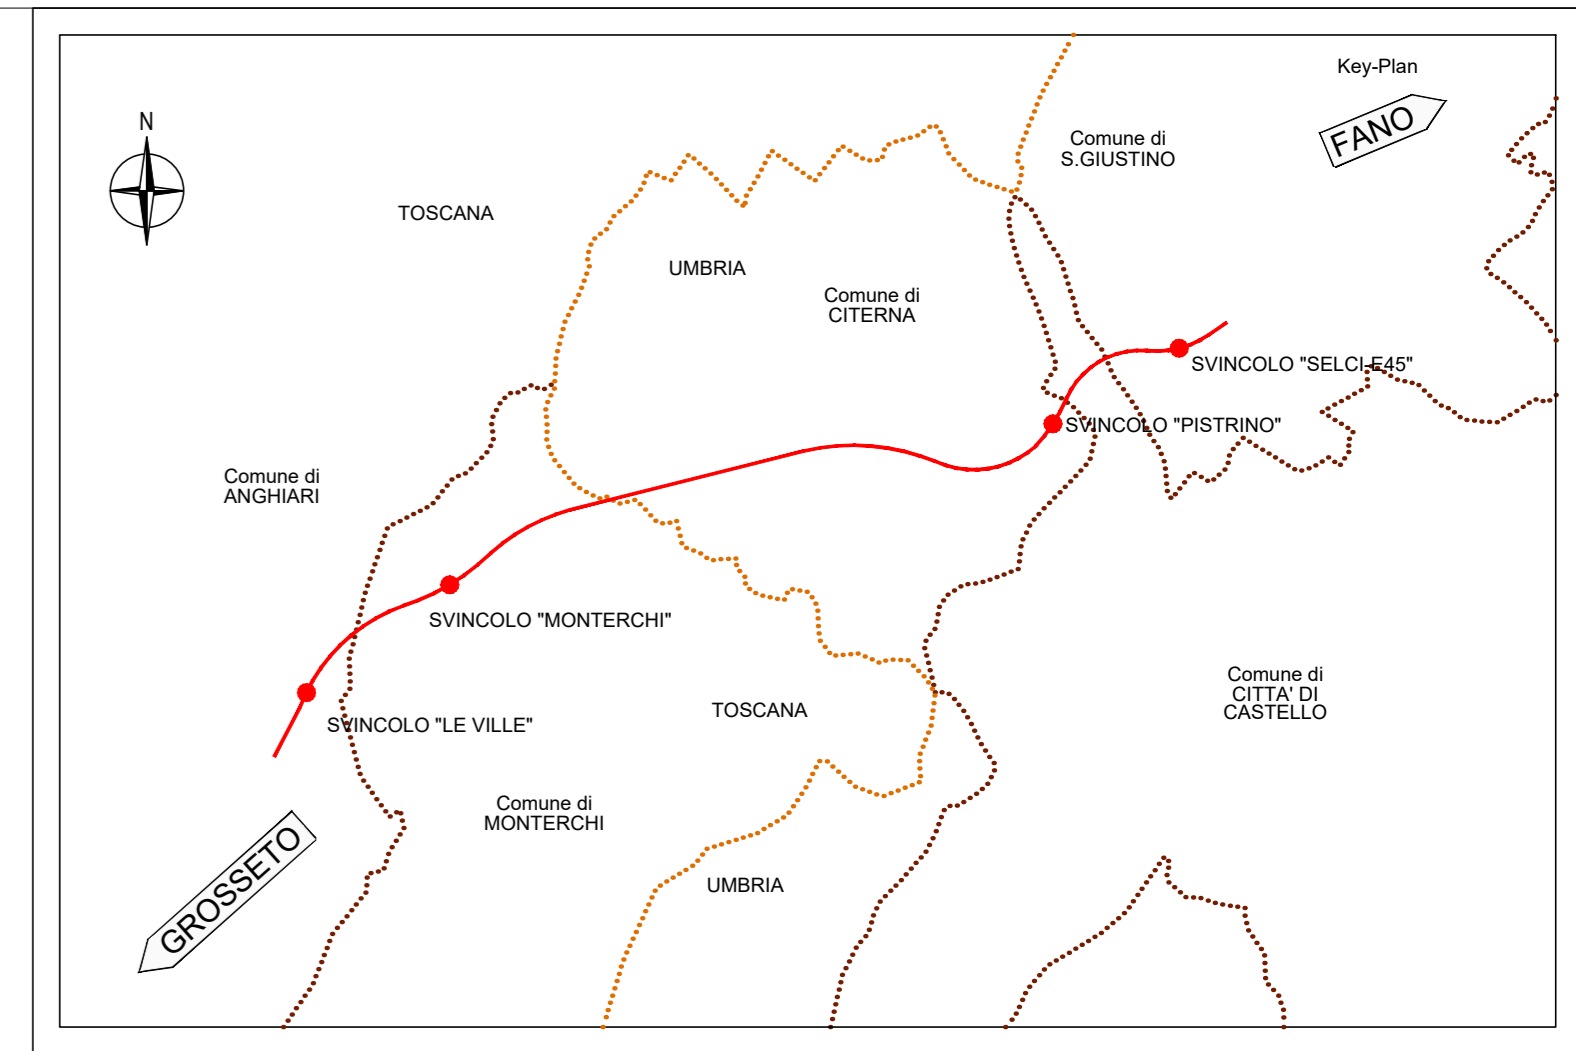 Key-Plan
N
FANO
Comune di
S.GIUSTINO
TOSCANA
UMBRIA
Comune di
CITERNA
SVINCOLO "SELCI-E45"
SVINCOLO "PISTRINO"
Comune di
ANGHIARI
SVINCOLO "MONTERCHI"
Comune di
CITTA' DI
CASTELLO
TOSCANA
SVINCOLO "LE VILLE"
Comune di
MONTERCHI
GROSSETO
UMBRIA